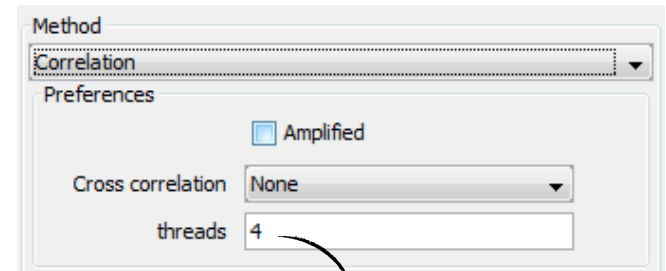 Method
Correlation
Preferences
Amplified
Cross correlation None
threads 4